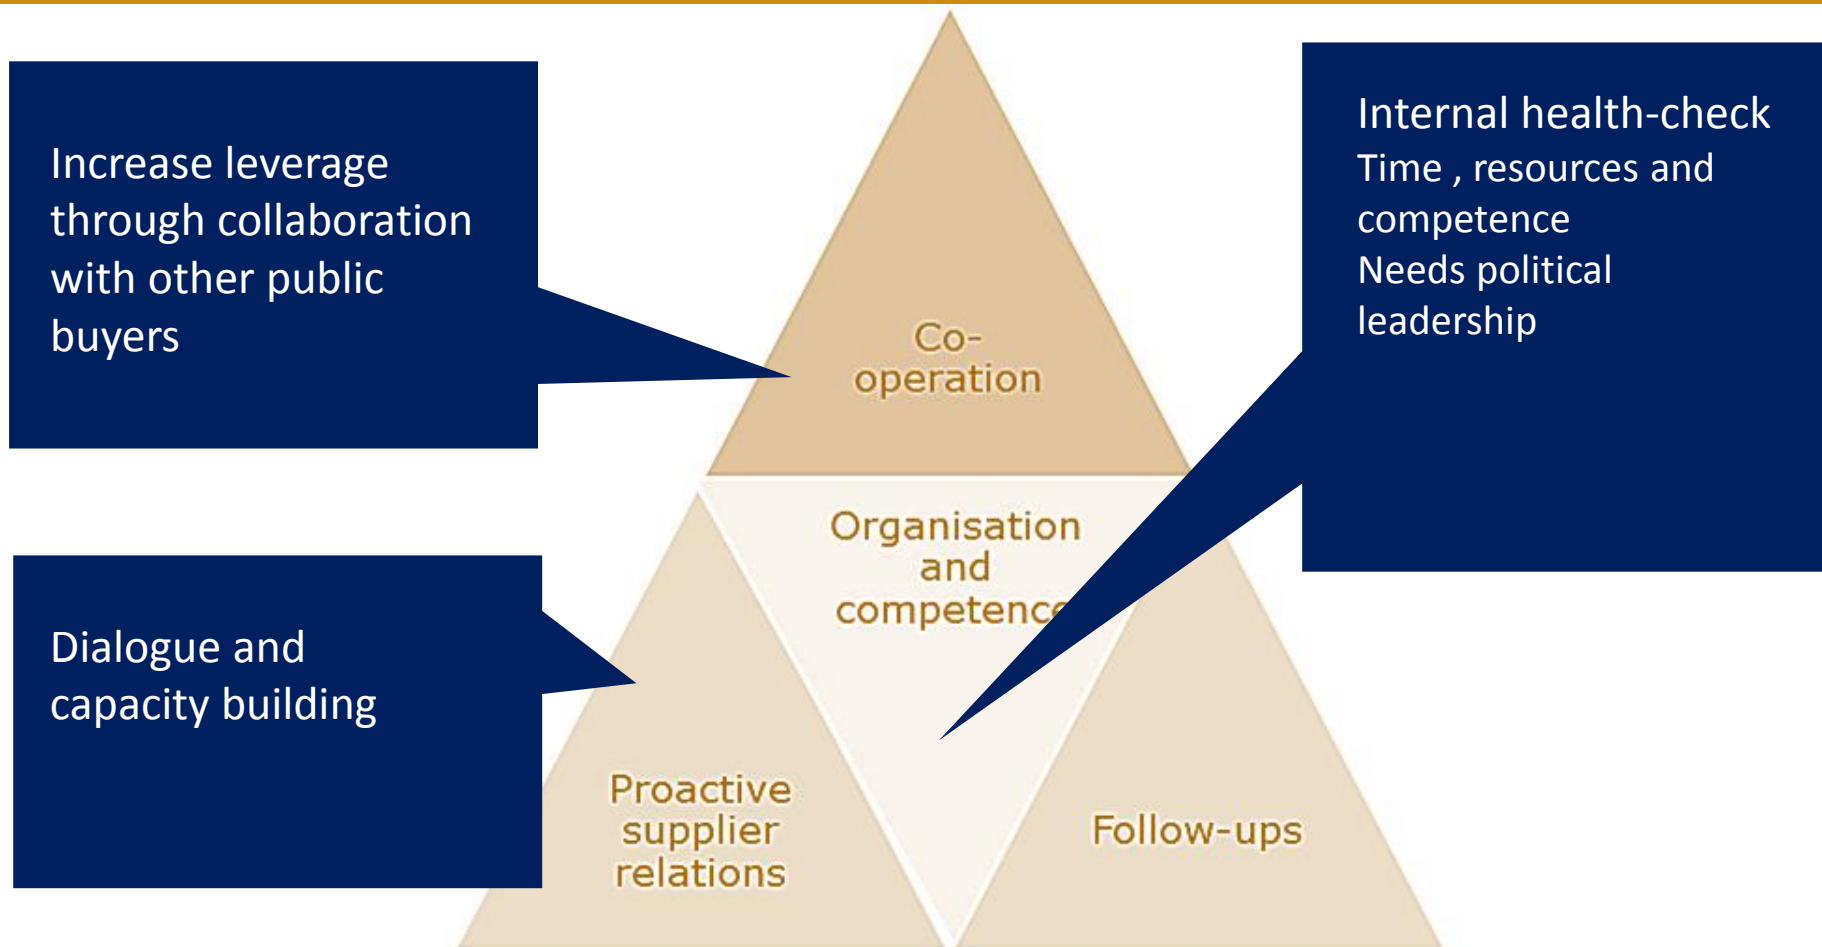 Increase leverage
through collaboration
with other public
buyers
Internal health-check
Time , resources and
competence
Needs political
leadership
Co-
operation
Organisation
and
competence
Dialogue and
capacity building
Proactive
supplier
relations
Follow-ups